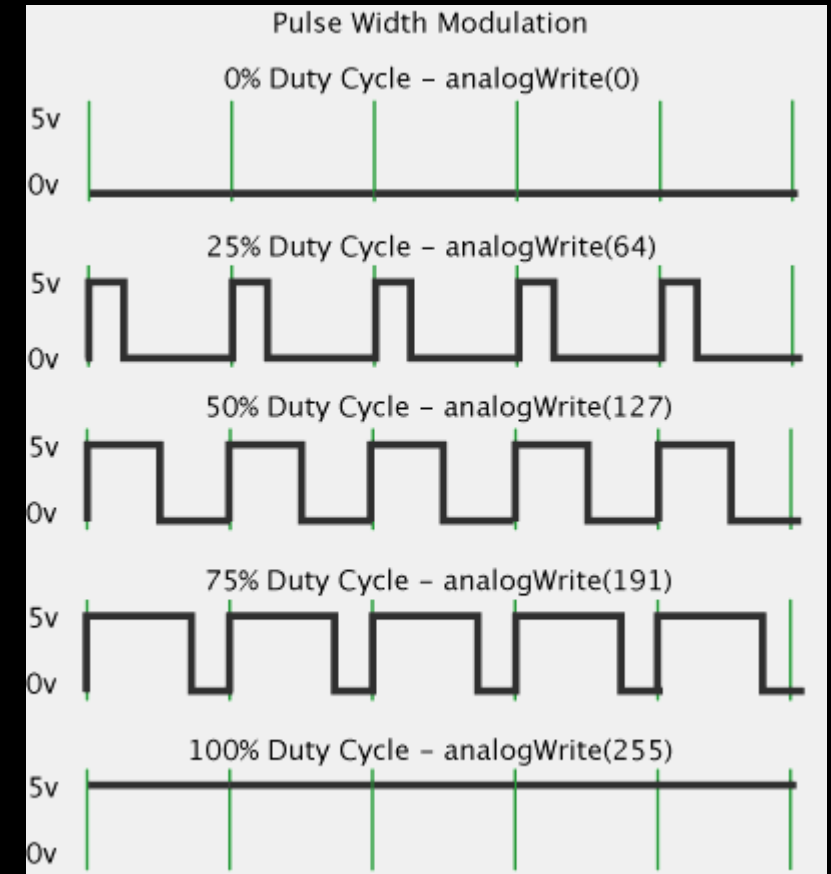 Pulse Width Modulation
0% Duty Cycle – analogWrite(0)
5v
0v
25% Duty Cycle – analogWrite(64)
5v
0v
50% Duty Cycle – analogWrite(127)
5v
0v
75% Duty Cycle – analogWrite(191)
5v
0v
100% Duty Cycle – analogWrite(255)
5v
0v